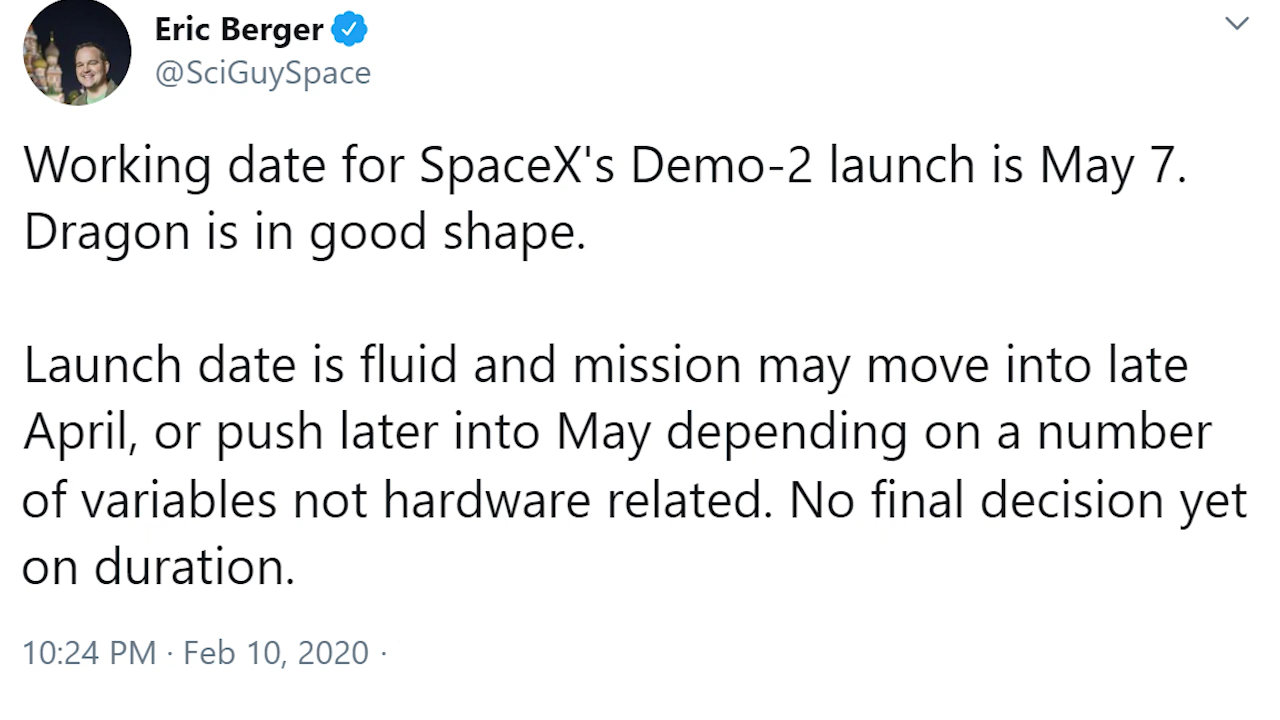 Eric Berger
@SciGuySpace
Working date for SpaceX's Demo-2 launch is May 7.
Dragon is in good shape.
Launch date is fluid and mission may move into late
April, or push later into May depending on a number
of variables not hardware related. No final decision yet
on duration.
10:24 PM · Feb 10, 2020 ·